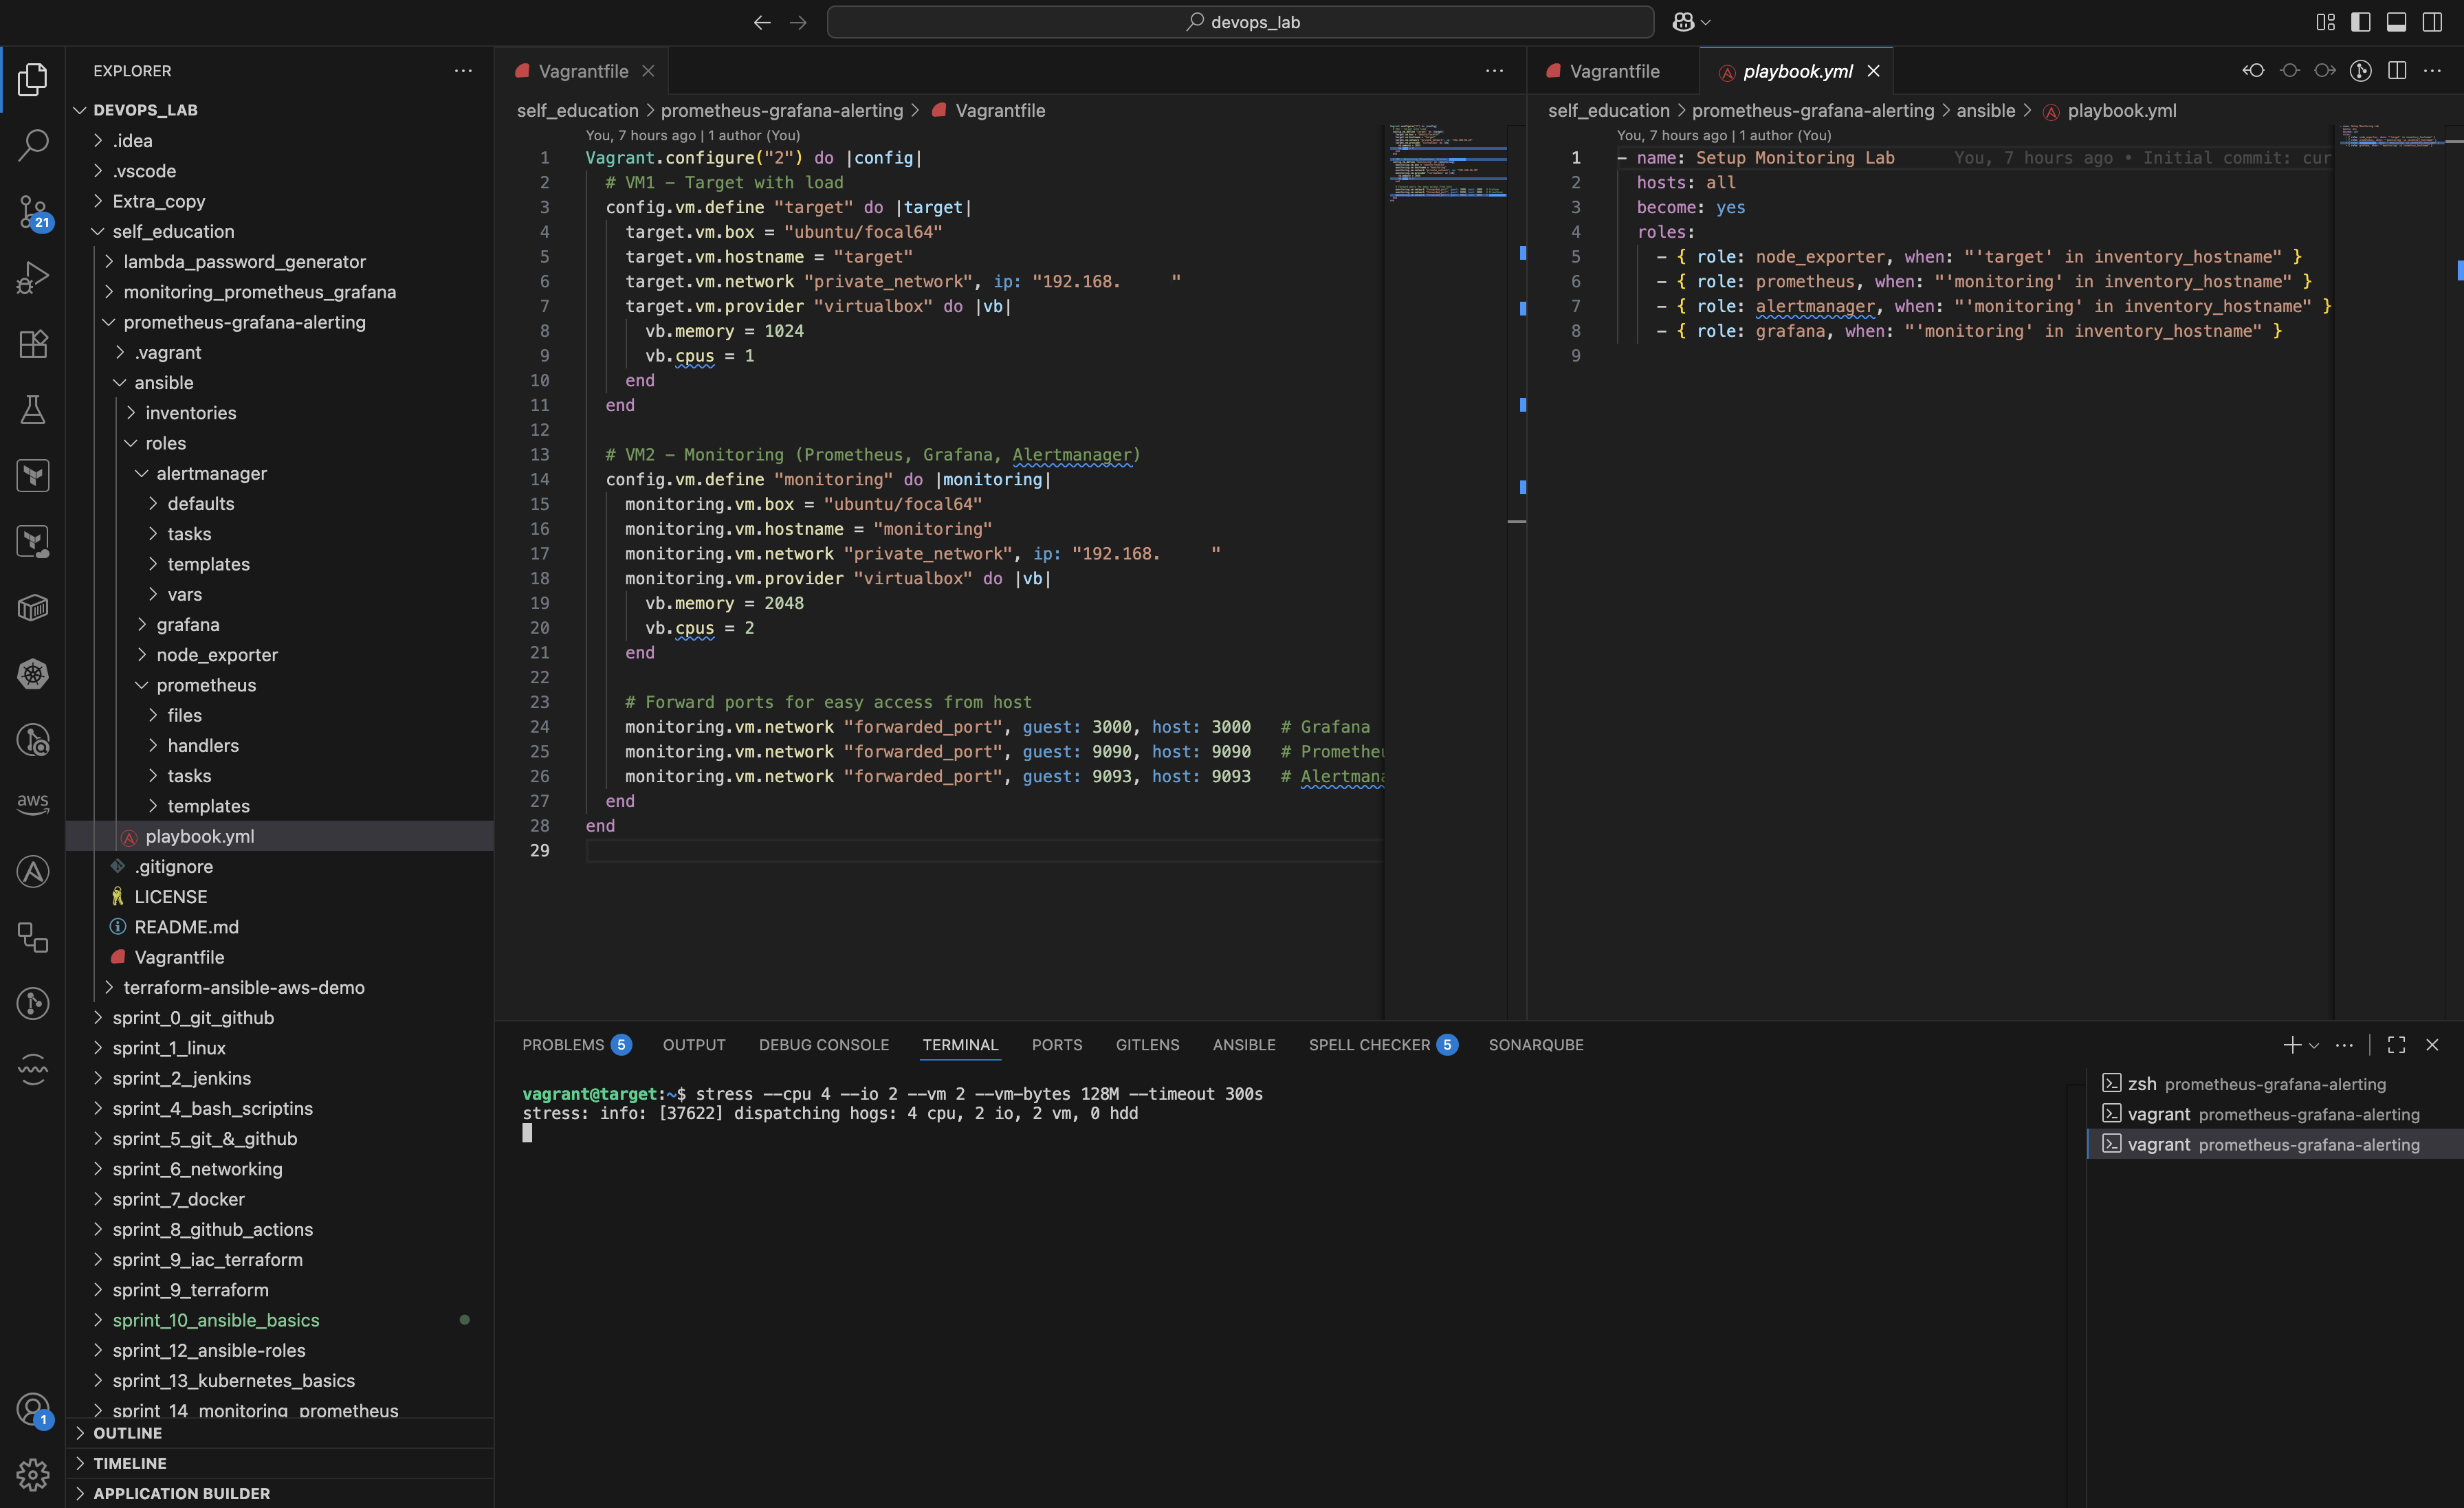 devops_lab
EXPLORER
DEVOPS_LAB
.idea
.vscode
Extra_copy
self_education
lambda_password_generator
monitoring_prometheus_grafana
prometheus-grafana-alerting
.vagrant
ansible
inventories
roles
alertmanager
defaults
tasks
templates
vars
grafana
node_exporter
prometheus
files
handlers
tasks
templates
playbook.yml
.gitignore
LICENSE
README.md
Vagrantfile
terraform-ansible-aws-demo
sprint_0_git_github
sprint_1_linux
sprint_2_jenkins
sprint_4_bash_scriptins
sprint_5_git_&_github
sprint_6_networking
sprint_7_docker
sprint_8_github_actions
sprint_9_iac_terraform
sprint_9_terraform
sprint_10_ansible_basics
sprint_12_ansible-roles
sprint_13_kubernetes_basics
sprint_14_monitoring_prometheus
OUTLINE
TIMELINE
APPLICATION BUILDER
21
aws
1
Vagrantfile
self_education > prometheus-grafana-alerting > Vagrantfile
You, 7 hours ago | 1 author (You)
1 Vagrant.configure("2") do |config|
2 # VM1 – Target with load
3 config.vm.define "target" do |target|
4 target.vm.box = "ubuntu/focal64"
5 target.vm.hostname = "target"
6 target.vm.network "private_network", ip: "192.168. "
7 target.vm.provider "virtualbox" do |vb|
8 vb.memory = 1024
9 vb.cpus = 1
10 end
11 end
12
13 # VM2 – Monitoring (Prometheus, Grafana, Alertmanager)
14 config.vm.define "monitoring" do |monitoring|
15 monitoring.vm.box = "ubuntu/focal64"
16 monitoring.vm.hostname = "monitoring"
17 monitoring.vm.network "private_network", ip: "192.168. "
18 monitoring.vm.provider "virtualbox" do |vb|
19 vb.memory = 2048
20 vb.cpus = 2
21 end
22
23 # Forward ports for easy access from host
24 monitoring.vm.network "forwarded_port", guest: 3000, host: 3000 # Grafana
25 monitoring.vm.network "forwarded_port", guest: 9090, host: 9090 # Prometheu
26 monitoring.vm.network "forwarded_port", guest: 9093, host: 9093 # Alertmana
27 end
28 end
29
Vagrantfile playbook.yml
self_education > prometheus-grafana-alerting > ansible > playbook.yml
You, 7 hours ago | 1 author (You)
1 - name: Setup Monitoring Lab You, 7 hours ago • Initial commit: cur
2 hosts: all
3 become: yes
4 roles:
5 - { role: node_exporter, when: "'target' in inventory_hostname" }
6 - { role: prometheus, when: "'monitoring' in inventory_hostname" }
7 - { role: alertmanager, when: "'monitoring' in inventory_hostname" }
8 - { role: grafana, when: "'monitoring' in inventory_hostname" }
9
PROBLEMS 5 OUTPUT DEBUG CONSOLE TERMINAL PORTS GITLENS ANSIBLE SPELL CHECKER 5 SONARQUBE
vagrant@target:~$ stress --cpu 4 --io 2 --vm 2 --vm-bytes 128M --timeout 300s
stress: info: [37622] dispatching hogs: 4 cpu, 2 io, 2 vm, 0 hdd
zsh prometheus-grafana-alerting
vagrant prometheus-grafana-alerting
vagrant prometheus-grafana-alerting